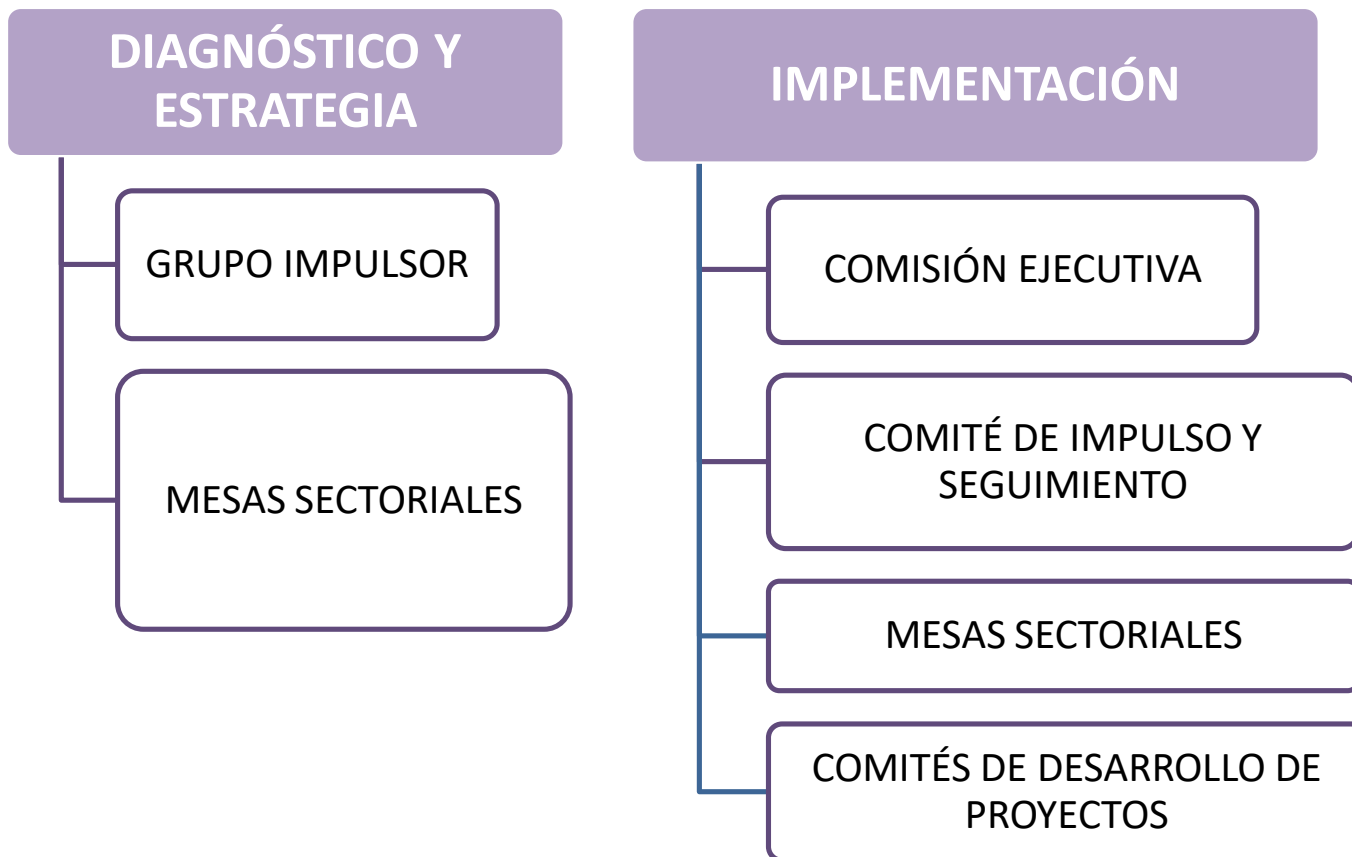 DIAGNÓSTICO Y
ESTRATEGIA
GRUPO IMPULSOR
MESAS SECTORIALES
IMPLEMENTACIÓN
COMISIÓN EJECUTIVA
COMITÉ DE IMPULSO Y
SEGUIMIENTO
MESAS SECTORIALES
COMITÉS DE DESARROLLO DE
PROYECTOS